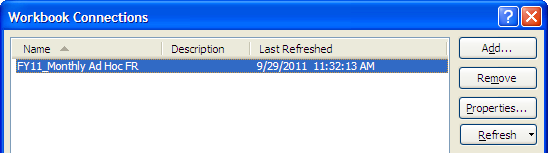 Workbook Connections
Name Description Last Refreshed
FY11_Monthly Ad Hoc FR 9/29/2011 11:32:13 AM
Add...
Remove
Properties...
Refresh